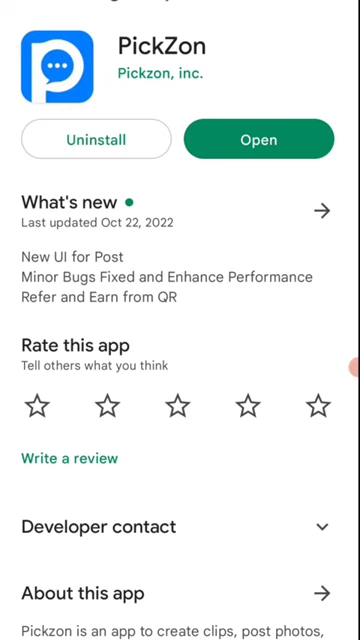 PickZon
Pickzon, inc.
Uninstall
Open
What's new
Last updated Oct 22, 2022
New UI for Post
Minor Bugs Fixed and Enhance Performance
Refer and Earn from QR
Rate this app
Tell others what you think
Write a review
Developer contact
About this app
Pickzon is an app to create clips, post photos,